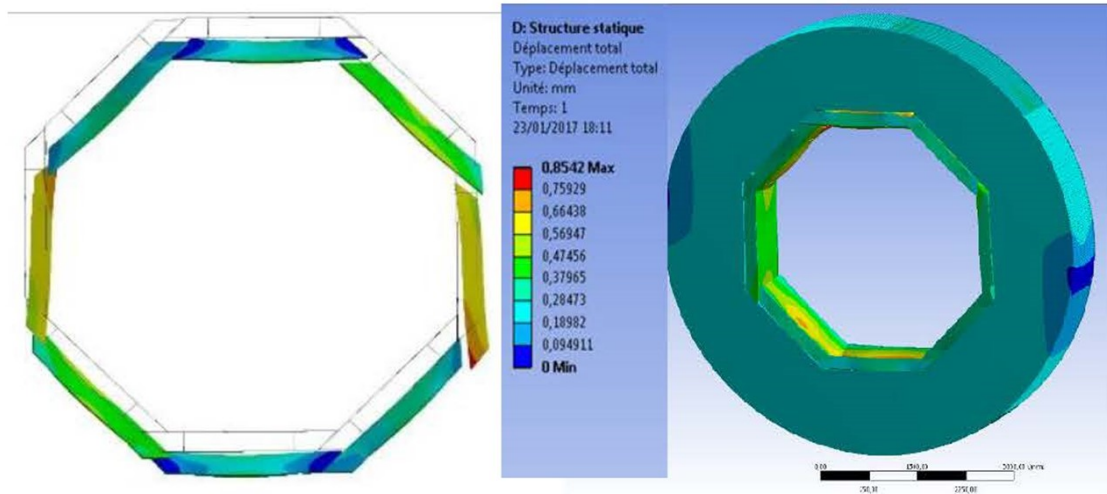 D: Structure statique
Déplacement total
Type: Déplacement total
Unité: mm
Temps: 1
23/01/2017 18:11
0,8542 Max
0,75929
0,66438
0,56947
0,47456
0,37965
0,28473
0,18982
0,094911
0 Min
0,00